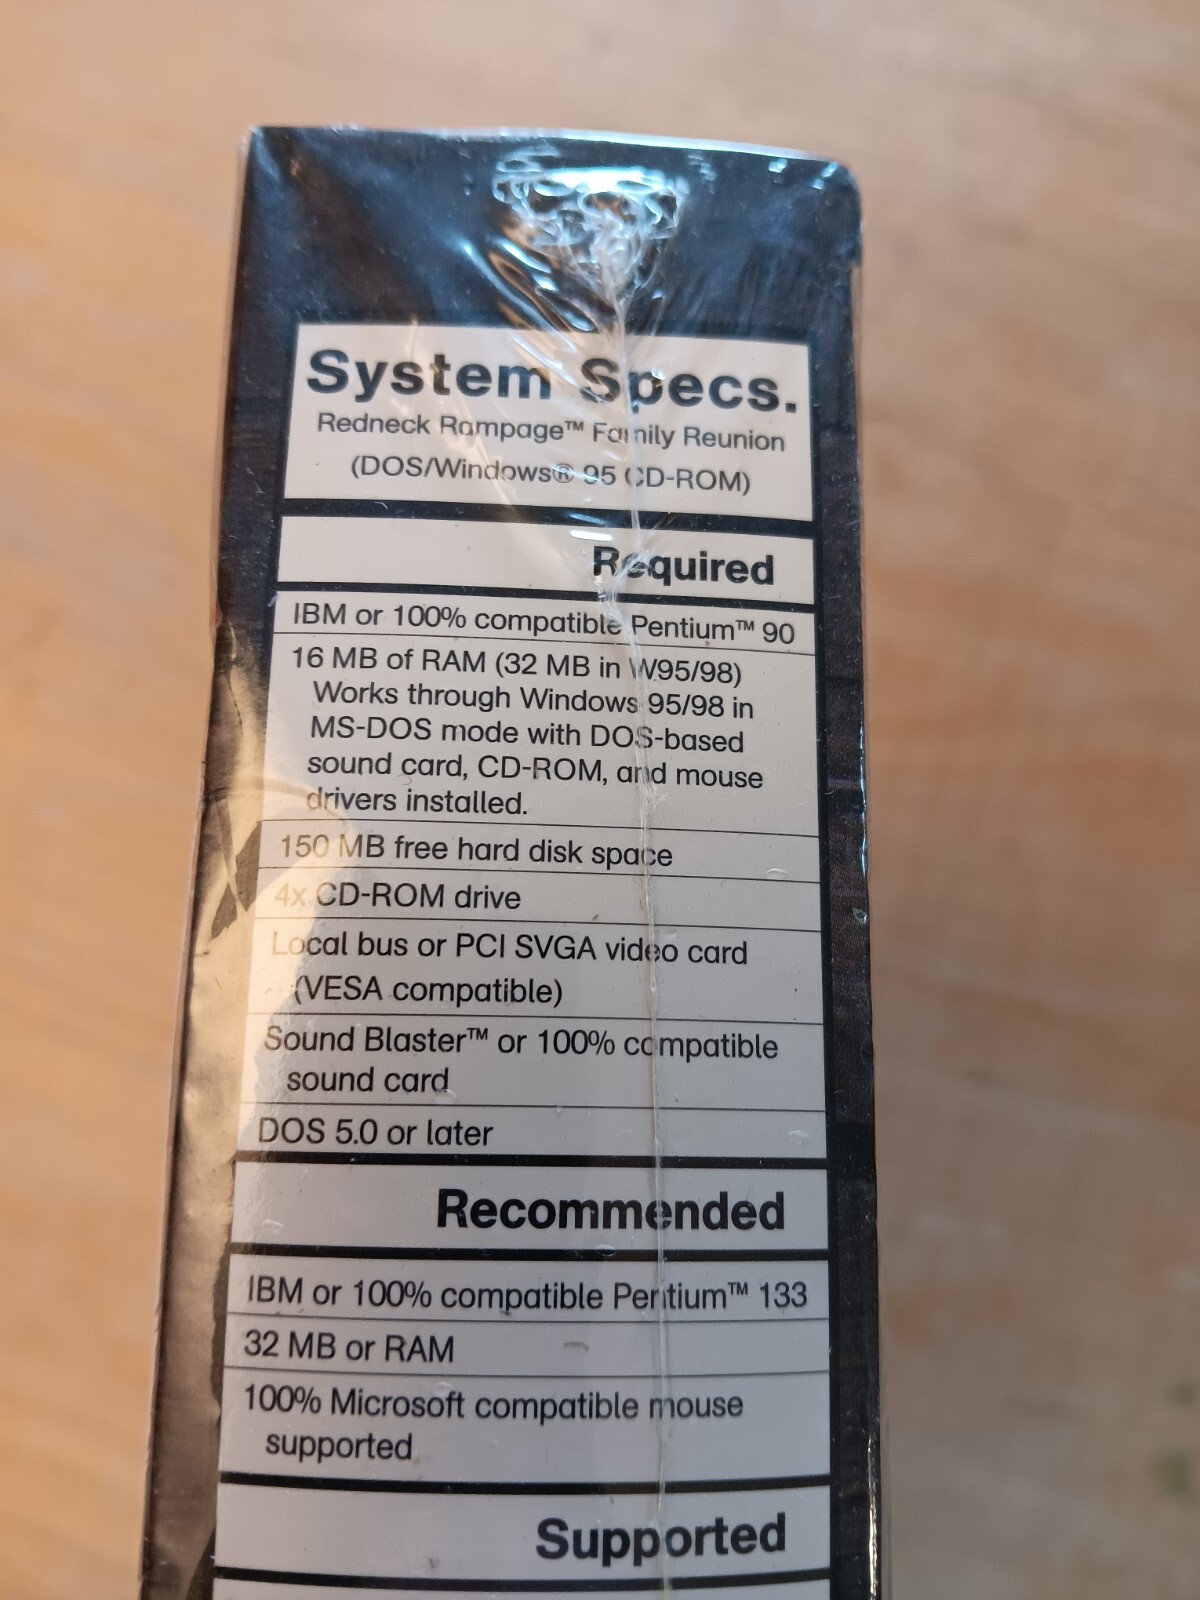 System Specs.
Redneck Rampage™ Family Reunion
(DOS/Windows® 95 CD-ROM)
Required
IBM or 100% compatible Pentium™ 90
16 MB of RAM (32 MB in W95/98)
Works through Windows 95/98 in
MS-DOS mode with DOS-based
sound card, CD-ROM, and mouse
drivers installed.
150 MB free hard disk space
4x CD-ROM drive
Local bus or PCI SVGA video card
(VESA compatible)
Sound Blaster™ or 100% compatible
sound card
DOS 5.0 or later
Recommended
IBM or 100% compatible Pentium™ 133
32 MB or RAM
100% Microsoft compatible mouse
supported
Supported